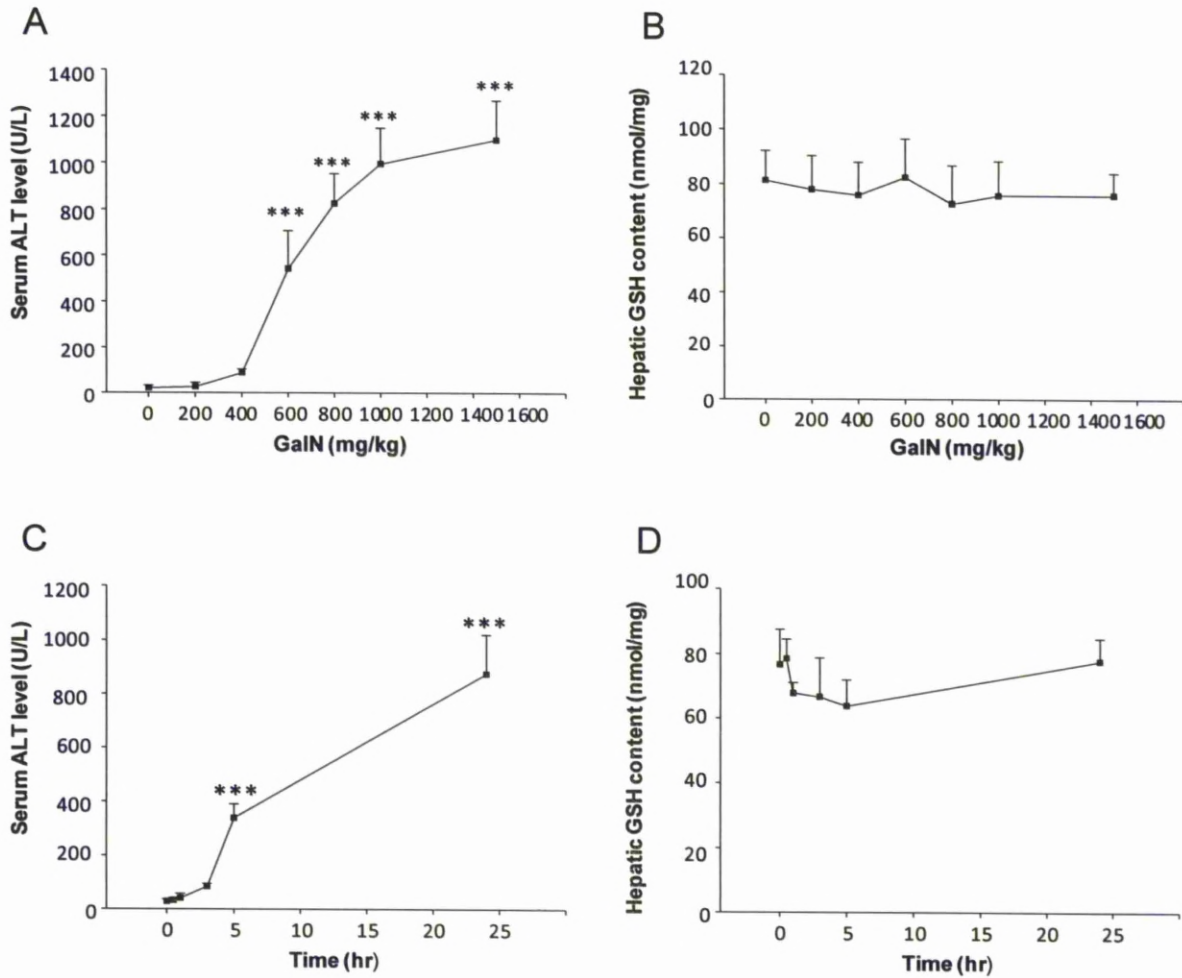 A
Serum ALT level (U/L)
1400
1200
1000
800
600
400
200
0
***
***
***
***
0 200 400 600 800 1000 1200 1400 1600
GalN (mg/kg)
B
Hepatic GSH content (nmol/mg)
120
100
80
60
40
20
0
0 200 400 600 800 1000 1200 1400 1600
GalN (mg/kg)
C
Serum ALT level (U/L)
1200
1000
800
600
400
200
0
***
***
0 5 10 15 20 25
Time (hr)
D
Hepatic GSH content (nmol/mg)
100
80
60
40
20
0
0 5 10 15 20 25
Time (hr)